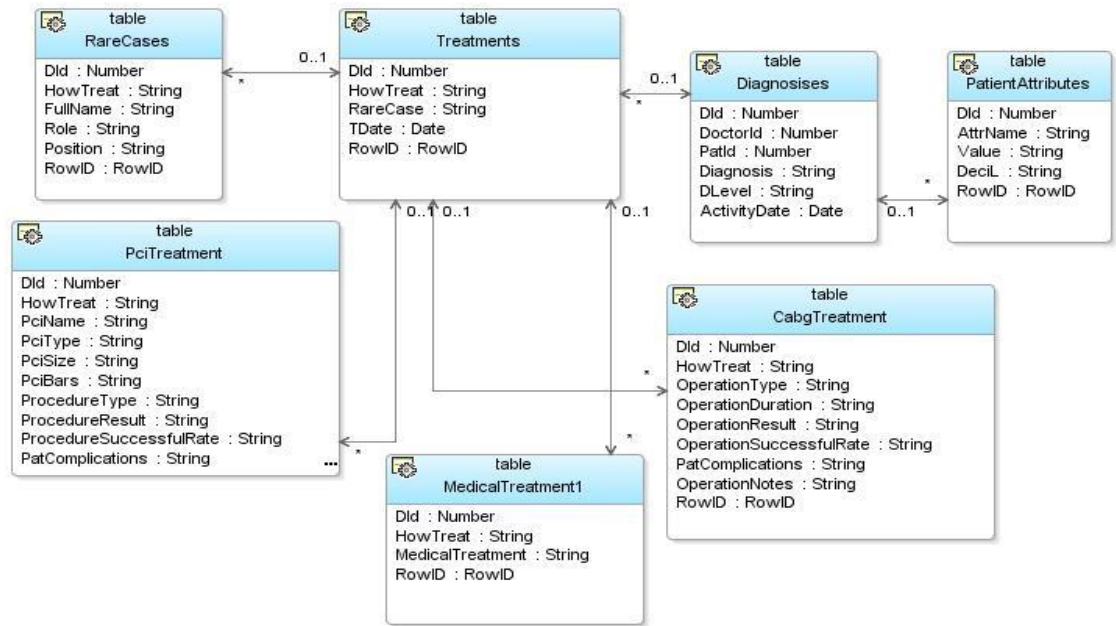 table
RareCases
DId : Number
HowTreat : String
FullName : String
Role : String
Position : String
RowID : RowID
0..1
*
table
Treatments
DId : Number
HowTreat : String
RareCase : String
TDate : Date
RowID : RowID
0..1
*
table
Diagnosises
DId : Number
DoctorId : Number
PatId : Number
Diagnosis : String
DLevel : String
ActivityDate : Date
table
PatientAttributes
DId : Number
AttrName : String
Value : String
DeciL : String
RowID : RowID
*
0..1
0..1 0..1
0..1
table
PciTreatment
DId : Number
HowTreat : String
PciName : String
PciType : String
PciSize : String
PciBars : String
ProcedureType : String
ProcedureResult : String
ProcedureSuccessfulRate : String
PatComplications : String
...
*
table
MedicalTreatment1
DId : Number
HowTreat : String
MedicalTreatment : String
RowID : RowID
*
*
table
CabgTreatment
DId : Number
HowTreat : String
OperationType : String
OperationDuration : String
OperationResult : String
OperationSuccessfulRate : String
PatComplications : String
OperationNotes : String
RowID : RowID